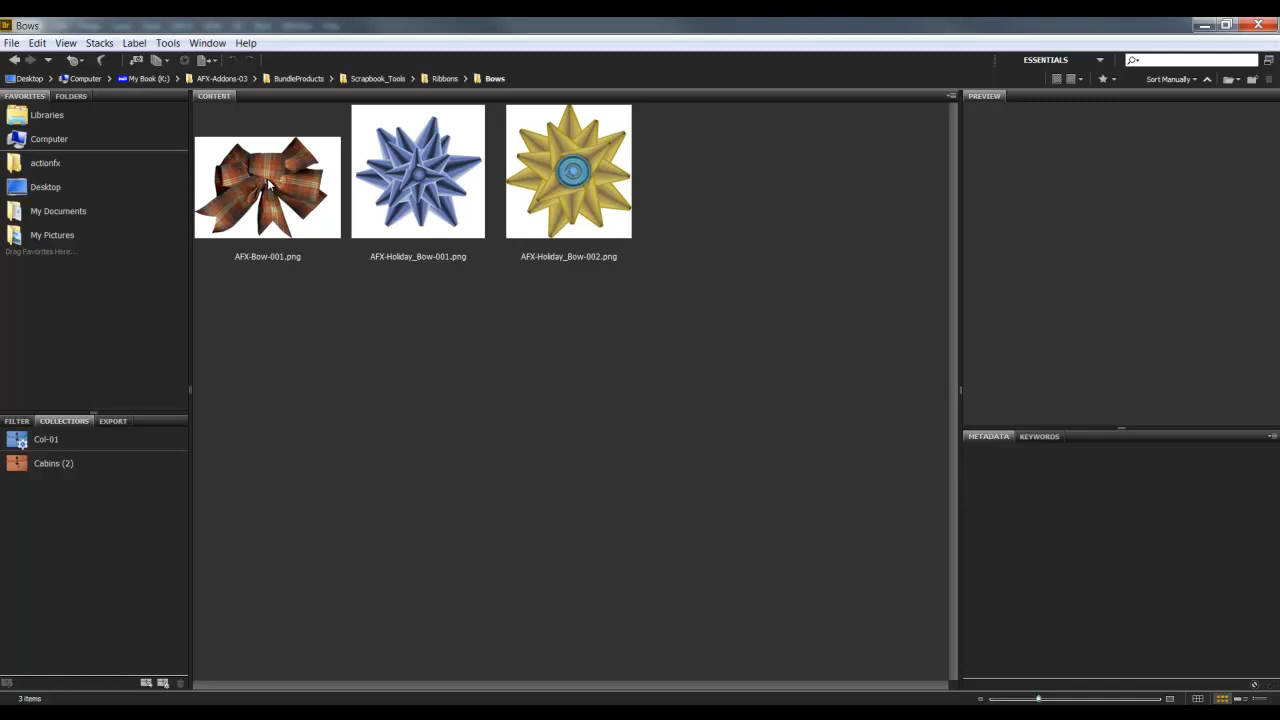 Br Bows
File Edit View Stacks Label Tools Window Help
ESSENTIALS
Desktop Computer My Book (K:) AFX-Addons-03 BundleProducts Scrapbook_Tools Ribbons Bows
Sort Manually
FAVORITES FOLDERS
CONTENT
PREVIEW
Libraries
Computer
actionfx
Desktop
My Documents
My Pictures
Drag Favorites Here...
AFX-Bow-001.png AFX-Holiday_Bow-001.png AFX-Holiday_Bow-002.png
FILTER COLLECTIONS EXPORT
Col-01
Cabins (2)
METADATA KEYWORDS
3 items